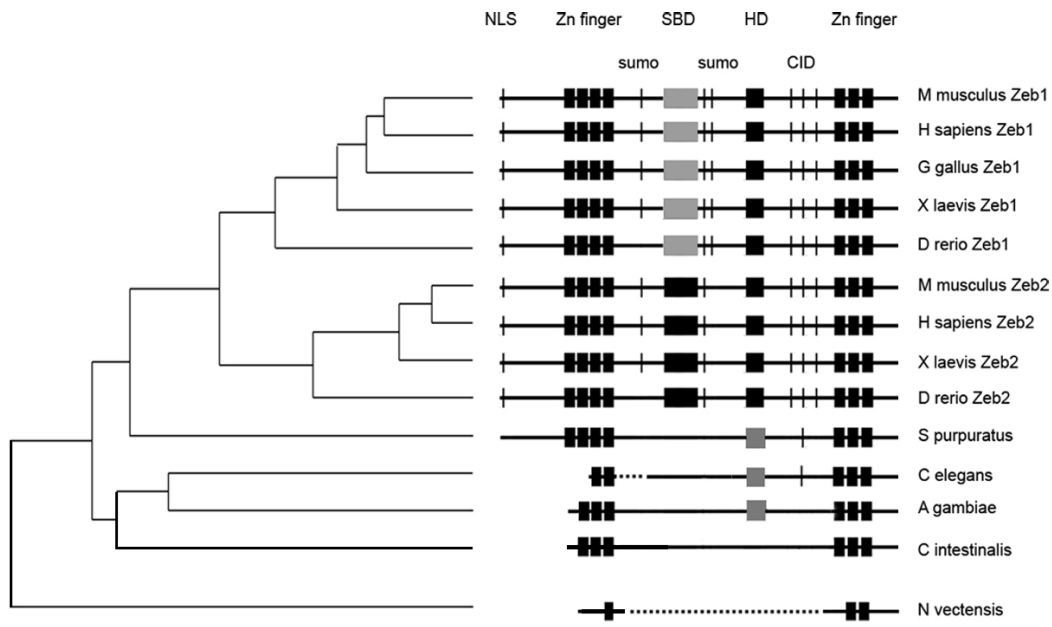 NLS Zn finger SBD HD Zn finger
sumo sumo CID
M musculus Zeb1
H sapiens Zeb1
G gallus Zeb1
X laevis Zeb1
D rerio Zeb1
M musculus Zeb2
H sapiens Zeb2
X laevis Zeb2
D rerio Zeb2
S purpuratus
C elegans
A gambiae
C intestinalis
N vectensis